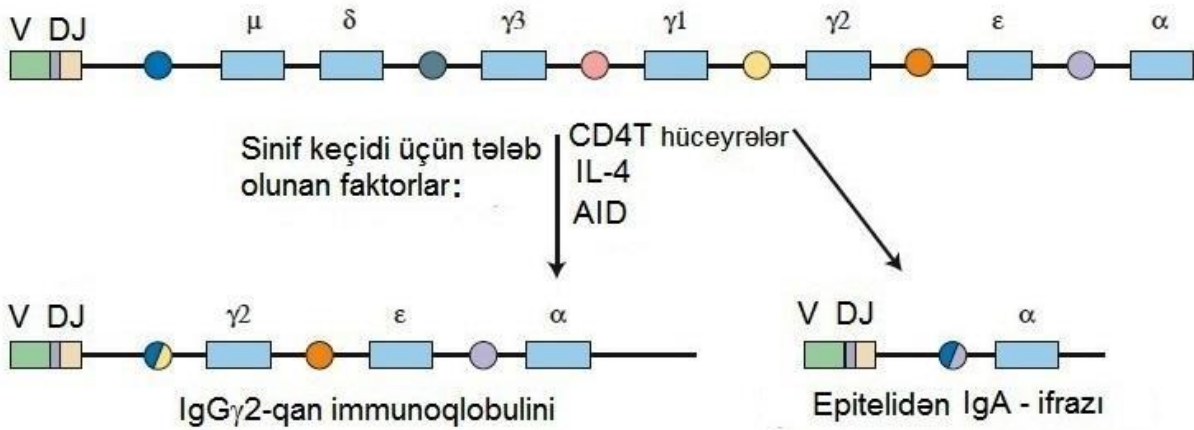 V DJ μ δ γ3 γ1 γ2 ε α
Sinif keçidi üçün tələb
olunan faktorlar:
CD4T hüceyrələr
IL-4
AID
V DJ γ2 ε α
IgGγ2-qan immunoqlobulini
V DJ α
Epitelidən IgA - ifrazı